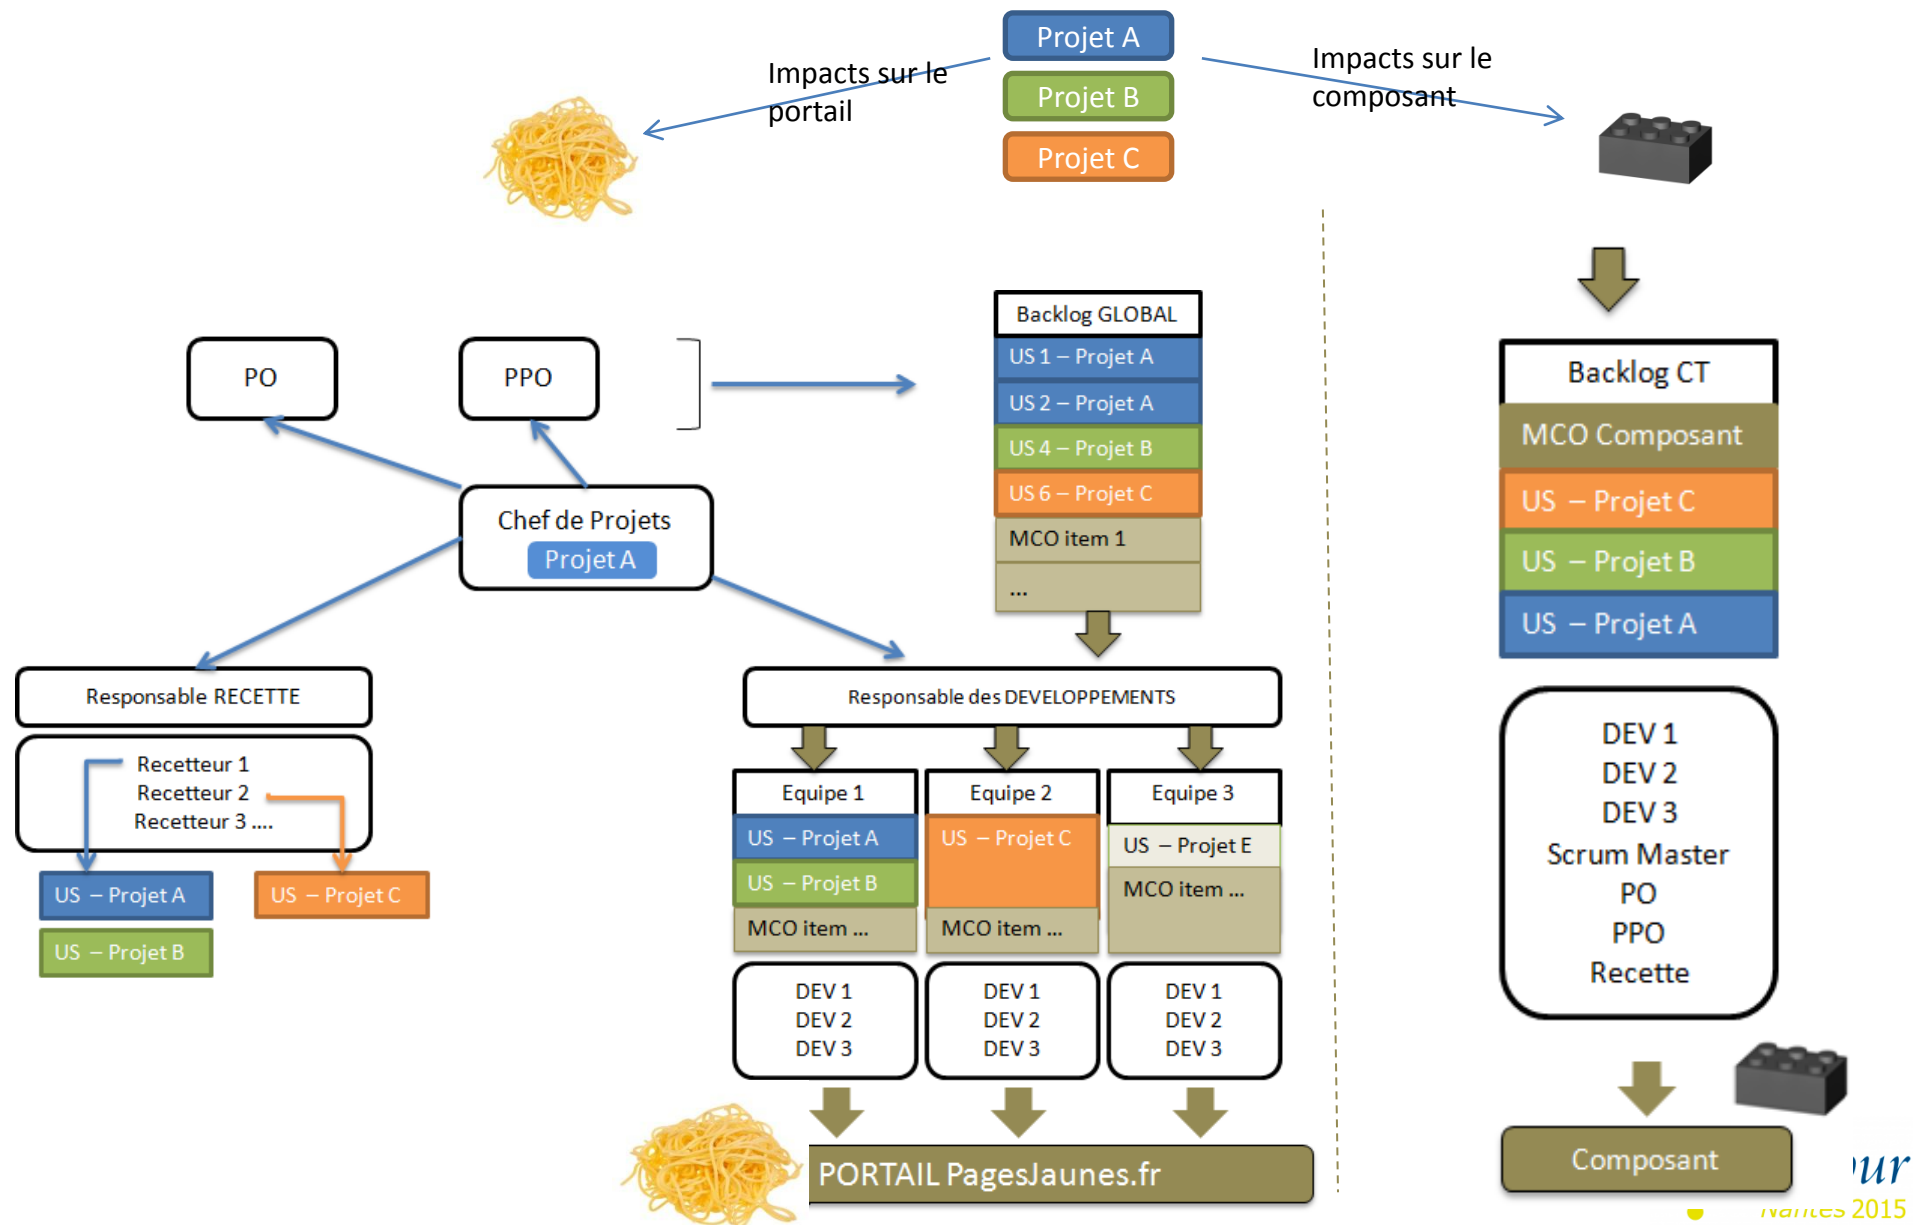 Projet A
Projet B
Projet C
Impacts sur le
portail
Impacts sur le
composant
PO
PPO
Chef de Projets
Projet A
Responsable RECETTE
Recetteur 1
Recetteur 2
Recetteur 3 ....
US – Projet A
US – Projet B
US – Projet C
Backlog GLOBAL
US 1 – Projet A
US 2 – Projet A
US 4 – Projet B
US 6 – Projet C
MCO item 1
...
Responsable des DEVELOPPEMENTS
Equipe 1
US – Projet A
US – Projet B
MCO item ...
DEV 1
DEV 2
DEV 3
Equipe 2
US – Projet C
MCO item ...
DEV 1
DEV 2
DEV 3
Equipe 3
US – Projet E
MCO item ...
DEV 1
DEV 2
DEV 3
PORTAIL PagesJaunes.fr
Backlog CT
MCO Composant
US – Projet C
US – Projet B
US – Projet A
DEV 1
DEV 2
DEV 3
Scrum Master
PO
PPO
Recette
Composant
Nantes 2015